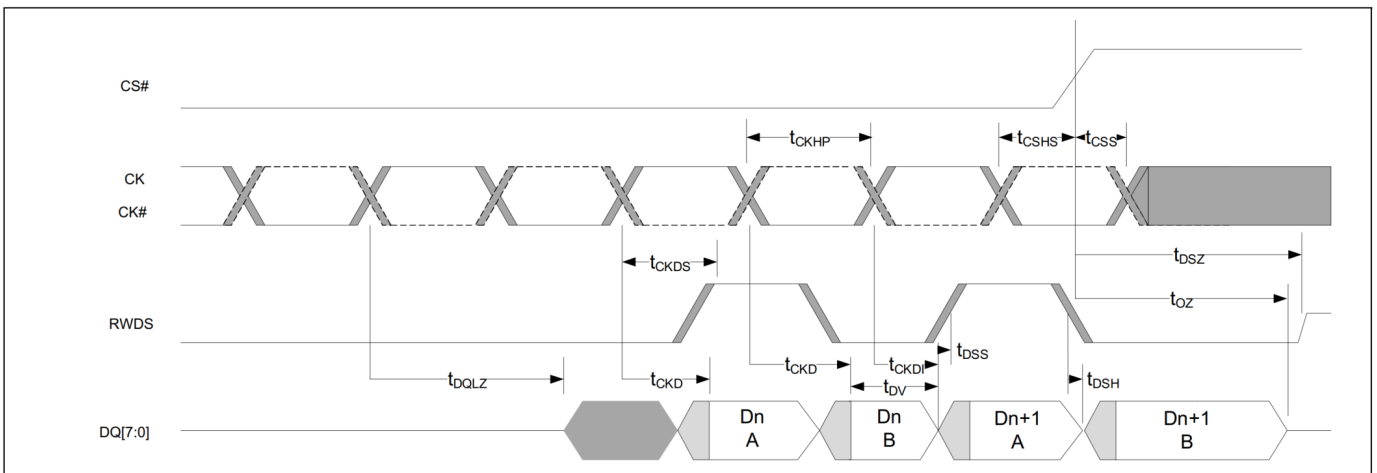 CS#
tCKHP
tCSHS
tCSS
CK
CK#
tDSZ
tCKDS
tOZ
RWDS
tDSS
tCKD
tCKDI
tDQLZ
tCKD
tDV
tDSH
DQ[7:0]
Dn
A
Dn
B
Dn+1
A
Dn+1
B